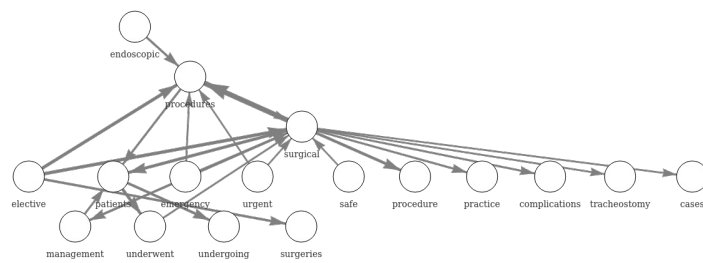 endoscopic
procedures
surgical
elective patients emergency urgent safe procedure practice complications tracheostomy cases
management underwent undergoing surgeries